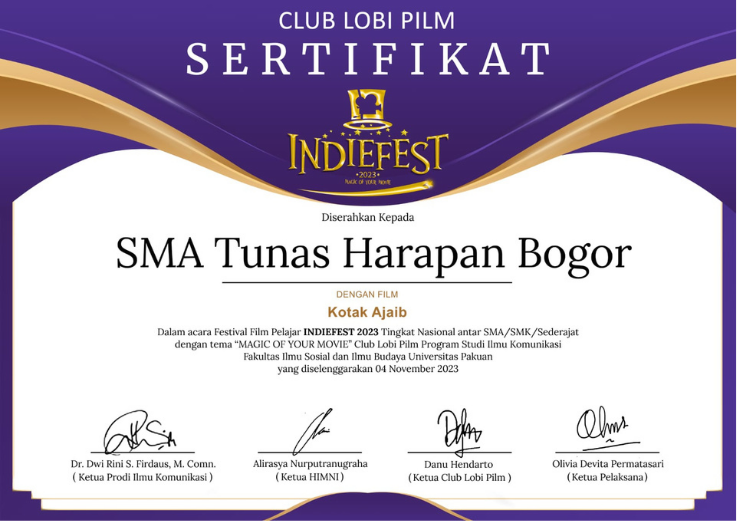 CLUB LOBI PILM
SERTIFIKAT
INDIEFEST
•2023•
MAGIC OF YOUR MOVIE
Diserahkan Kepada
SMA Tunas Harapan Bogor
DENGAN FILM
Kotak Ajaib
Dalam acara Festival Film Pelajar INDIEFEST 2023 Tingkat Nasional antar SMA/SMK/Sederajat
dengan tema “MAGIC OF YOUR MOVIE” Club Lobi Pilm Program Studi Ilmu Komunikasi
Fakultas Ilmu Sosial dan Ilmu Budaya Universitas Pakuan
yang diselenggarakan 04 November 2023
Dr. Dwi Rini S. Firdaus, M. Comn.
( Ketua Prodi Ilmu Komunikasi )
Alirasya Nurputranugraha
( Ketua HIMNI )
Danu Hendarto
(Ketua Club Lobi Pilm )
Olivia Devita Permatasari
(Ketua Pelaksana)